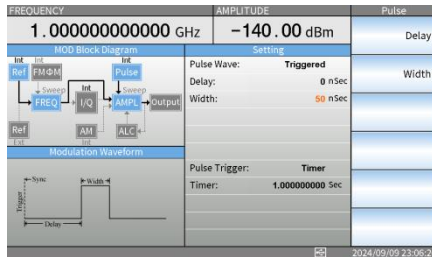 FREQUENCY AMPLITUDE Pulse
1.000000000000 GHz -140.00 dBm
MOD Block Diagram
Int Int Int
Ref FMΦM Pulse
Sweep Int Sweep
FREQ I/Q AMPL Output
Ref AM ALC
Ext Int
Modulation Waveform
Sync Width
Trigger
Delay
Setting
Pulse Wave: Triggered
Delay: 0 nSec
Width: 50 nSec
Pulse Trigger: Timer
Timer: 1.000000000 Sec
Delay
Width
2024/09/09 23:06:2